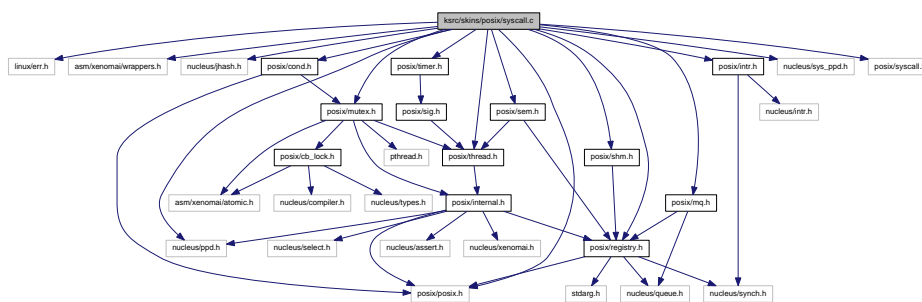 ksrc/skins/posix/syscall.c
linux/err.h
asm/xenomai/wrappers.h
nucleus/jhash.h
posix/cond.h
posix/timer.h
posix/intr.h
nucleus/sys_ppd.h
posix/syscall.
posix/mutex.h
posix/sig.h
posix/sem.h
nucleus/intr.h
posix/cb_lock.h
pthread.h
posix/thread.h
posix/shm.h
asm/xenomai/atomic.h
nucleus/compiler.h
nucleus/types.h
posix/internal.h
posix/mq.h
nucleus/ppd.h
nucleus/select.h
nucleus/assert.h
nucleus/xenomai.h
posix/registry.h
posix/posix.h
stdarg.h
nucleus/queue.h
nucleus/synch.h